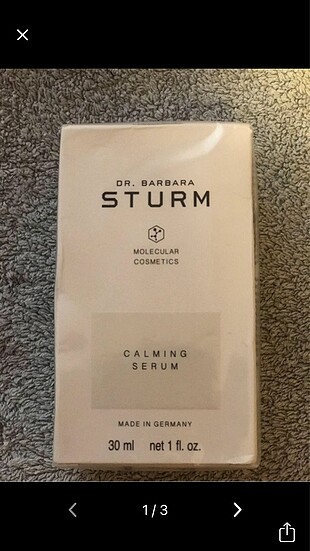 DR. BARBARA
STURM
MOLECULAR
COSMETICS
CALMING
SERUM
MADE IN GERMANY
30 ml net 1 fl. oz.
1/3